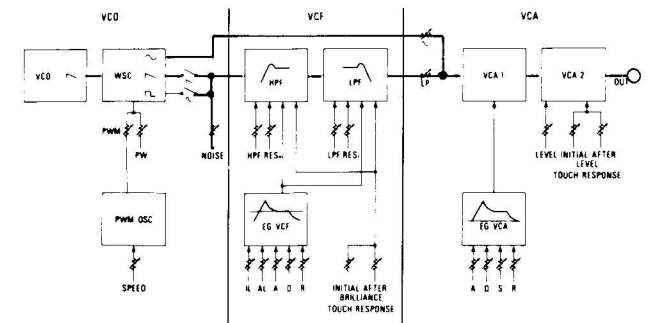 VCO VCF VCA
VCO WSC HPF LPF VCA 1 VCA 2
LP OUT
PWM PW NOISE HPF RESH LPF RESL LEVEL INITIAL AFTER
LEVEL
TOUCH RESPONSE
PWM OSC EG VCF EG VCA
SPEED IL AL A D R INITIAL AFTER A D S R
BRILLIANCE
TOUCH RESPONSE